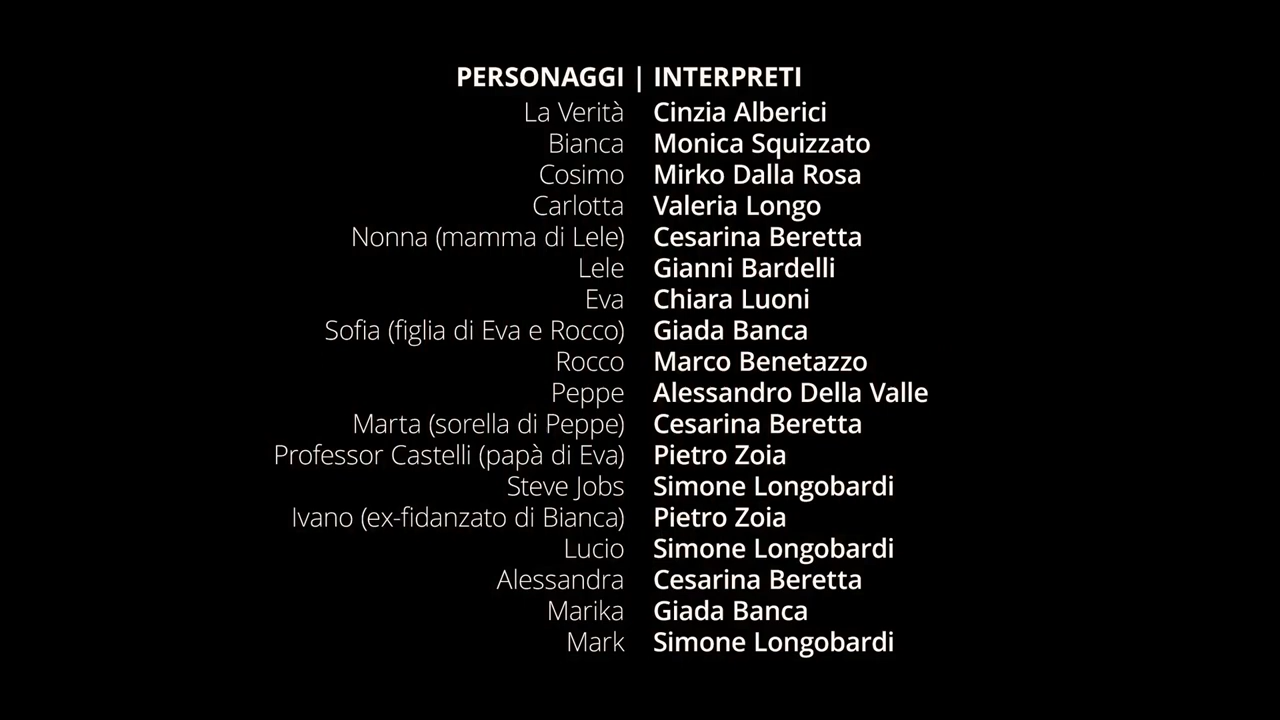 PERSONAGGI | INTERPRETI
La Verità Cinzia Alberici
Bianca Monica Squizzato
Cosimo Mirko Dalla Rosa
Carlotta Valeria Longo
Nonna (mamma di Lele) Cesarina Beretta
Lele Gianni Bardelli
Eva Chiara Luoni
Sofia (figlia di Eva e Rocco) Giada Banca
Rocco Marco Benetazzo
Peppe Alessandro Della Valle
Marta (sorella di Peppe) Cesarina Beretta
Professor Castelli (papà di Eva) Pietro Zoia
Steve Jobs Simone Longobardi
Ivano (ex-fidanzato di Bianca) Pietro Zoia
Lucio Simone Longobardi
Alessandra Cesarina Beretta
Marika Giada Banca
Mark Simone Longobardi